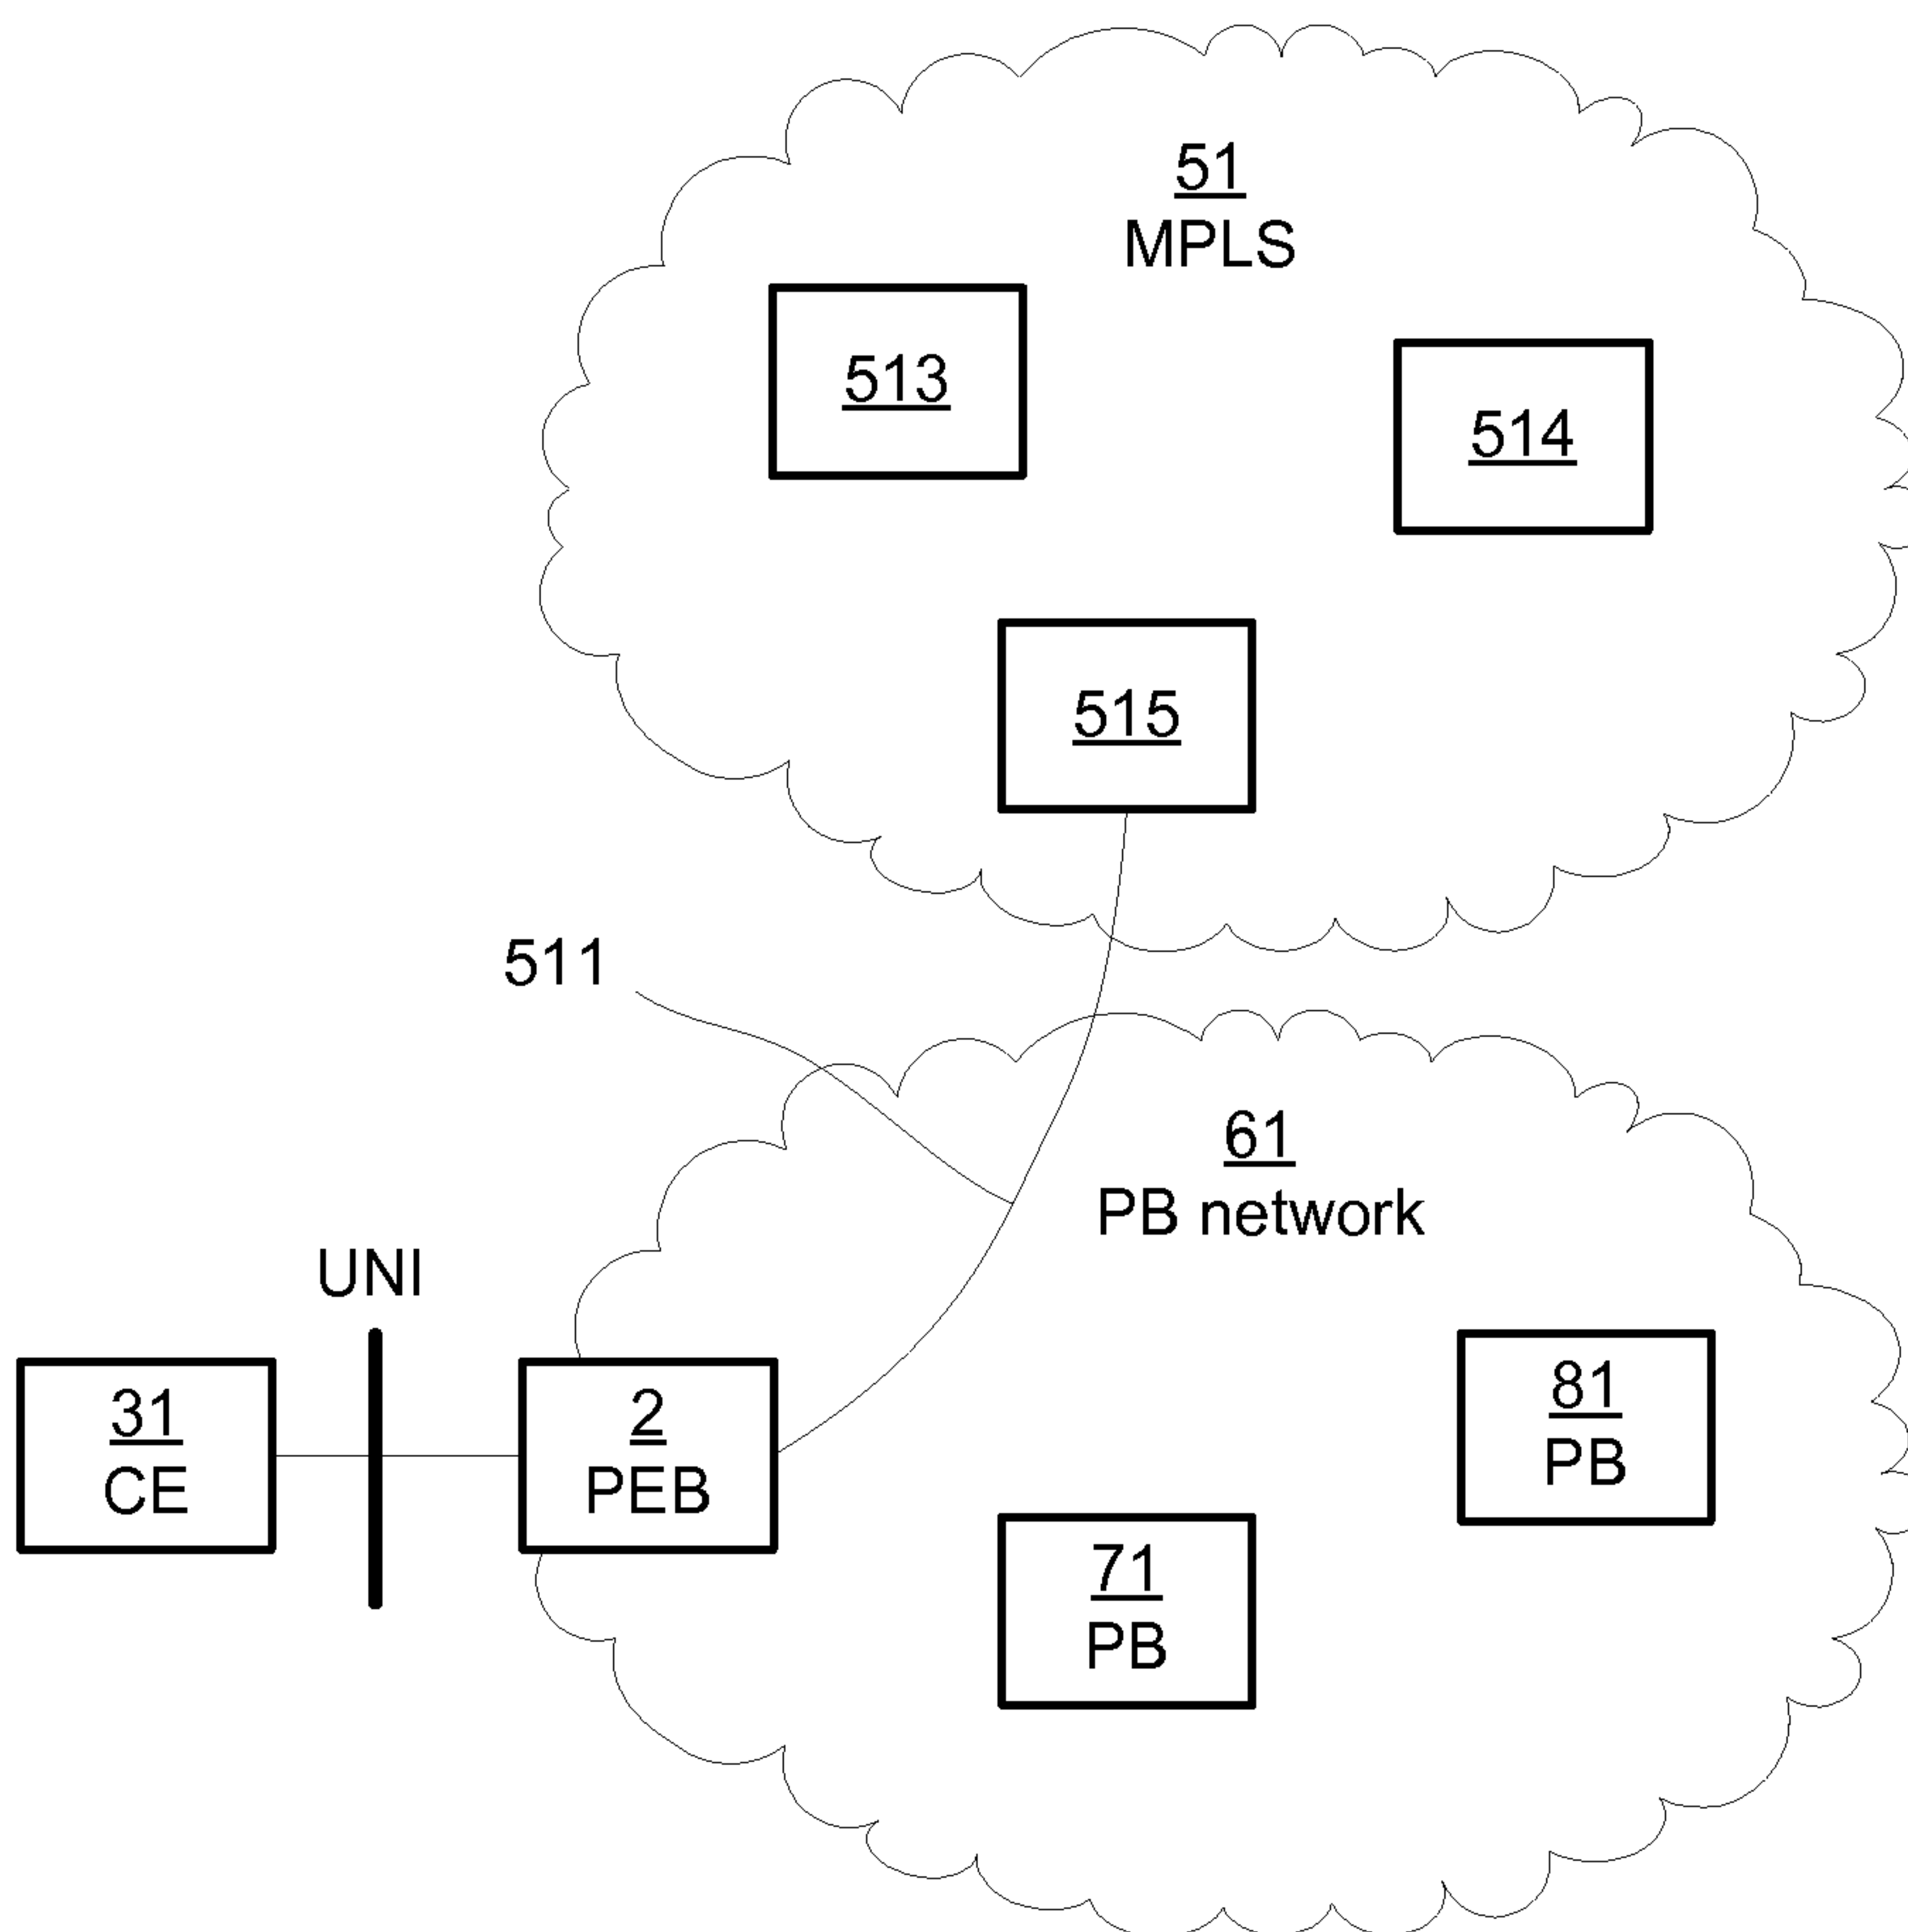 51
MPLS
513
514
515
511
61
PB network
UNI
31
CE
2
PEB
81
PB
71
PB